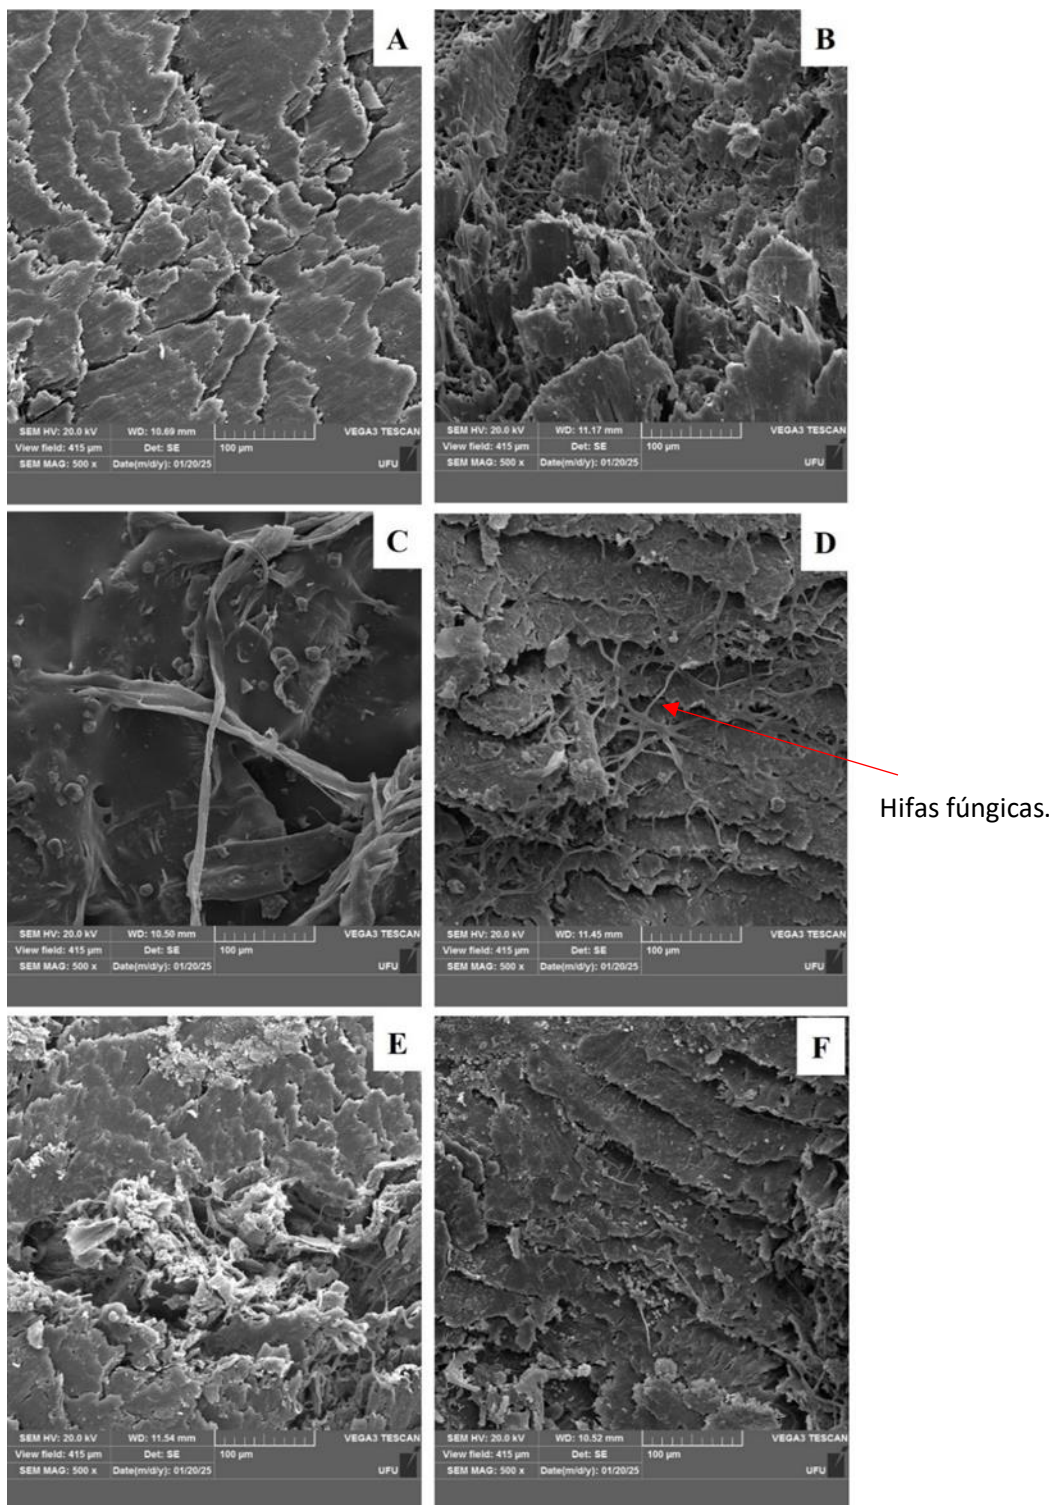 A
SEM HV: 20.0 kV WD: 10.69 mm VEGA3 TESCAN
View field: 415 µm Det: SE 100 µm
SEM MAG: 500 x Date(m/d/y): 01/20/25 UFU
B
SEM HV: 20.0 kV WD: 11.17 mm VEGA3 TESCAN
View field: 415 µm Det: SE 100 µm
SEM MAG: 500 x Date(m/d/y): 01/20/25 UFU
C
SEM HV: 20.0 kV WD: 10.50 mm VEGA3 TESCAN
View field: 415 µm Det: SE 100 µm
SEM MAG: 500 x Date(m/d/y): 01/20/25 UFU
D
Hifas fúngicas.
SEM HV: 20.0 kV WD: 11.45 mm VEGA3 TESCAN
View field: 415 µm Det: SE 100 µm
SEM MAG: 500 x Date(m/d/y): 01/20/25 UFU
E
SEM HV: 20.0 kV WD: 11.54 mm VEGA3 TESCAN
View field: 415 µm Det: SE 100 µm
SEM MAG: 500 x Date(m/d/y): 01/20/25 UFU
F
SEM HV: 20.0 kV WD: 10.52 mm VEGA3 TESCAN
View field: 415 µm Det: SE 100 µm
SEM MAG: 500 x Date(m/d/y): 01/20/25 UFU